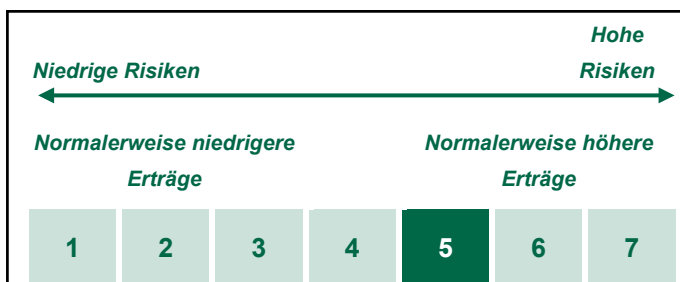 Niedrige Risiken
Hohe
Risiken
Normalerweise niedrigere
Erträge
Normalerweise höhere
Erträge
1 2 3 4 5 6 7